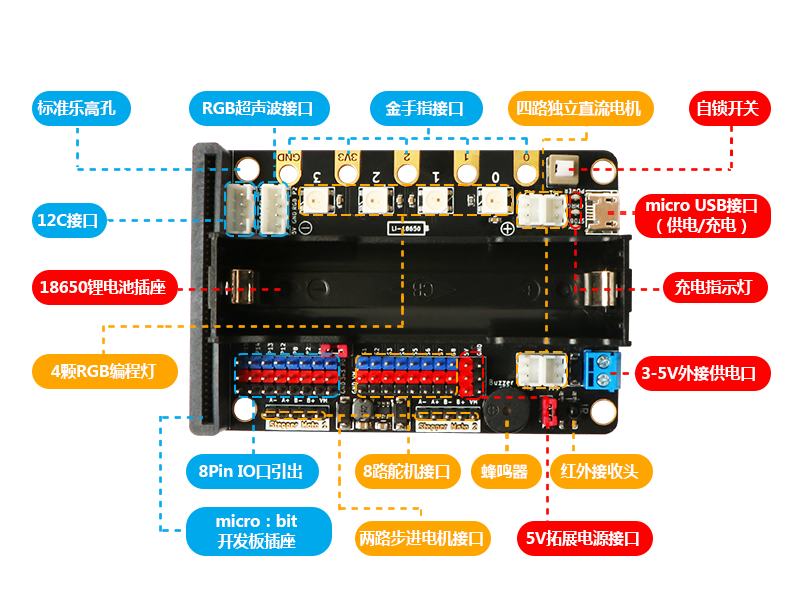 标准乐高孔
RGB超声波接口
金手指接口
四路独立直流电机
自锁开关
GND
3V3
2
1
0
3
2
1
0
12C接口
micro USB接口
（供电/充电）
Li-18650
18650锂电池插座
充电指示灯
4颗RGB编程灯
3-5V外接供电口
Buzzer
A- A+ B- B+ VM
A- A+ B- B+
Stepper Moto 1
Stepper Moto 2
8Pin IO口引出
8路舵机接口
蜂鸣器
红外接收头
micro：bit
开发板插座
两路步进电机接口
5V拓展电源接口